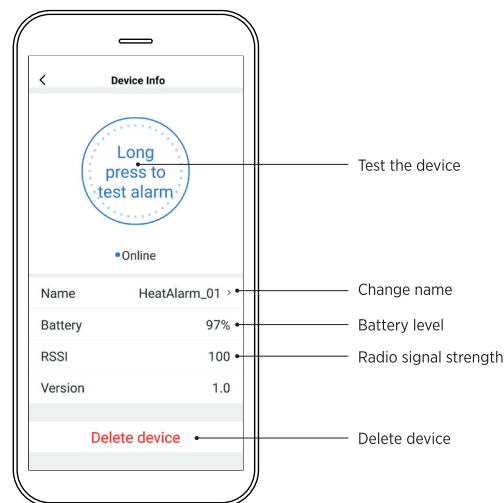 Device Info
Long
press to
test alarm
Test the device
Online
Name HeatAlarm_01 >
Change name
Battery 97%
Battery level
RSSI 100
Radio signal strength
Version 1.0
Delete device
Delete device